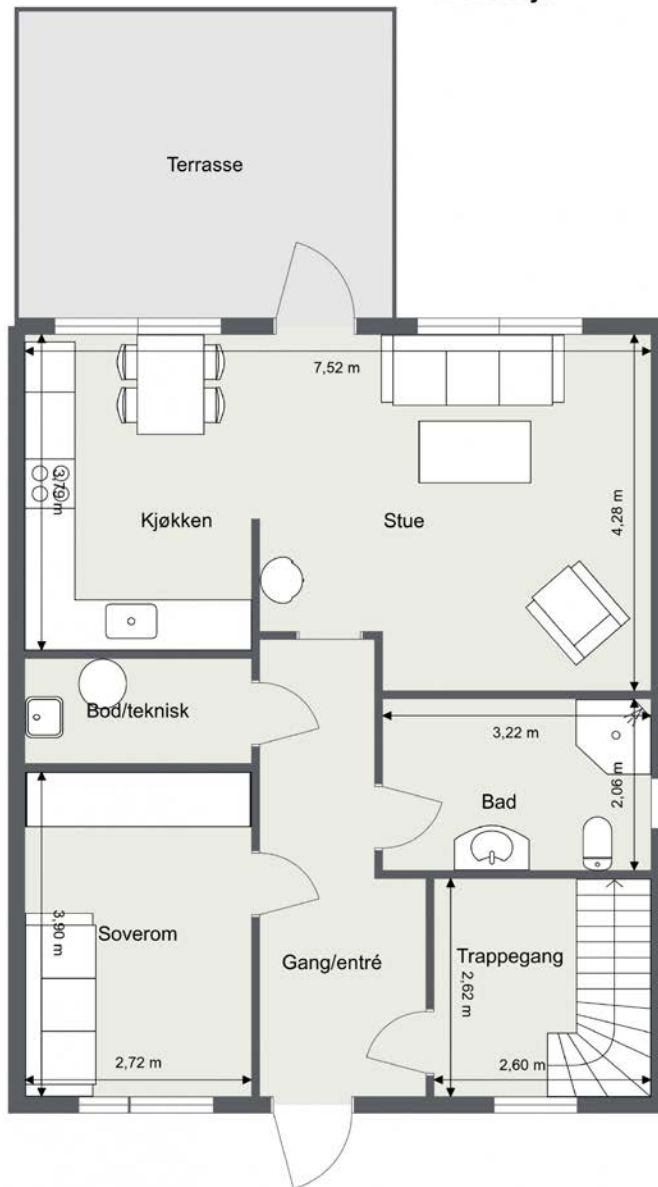 Terrasse
7,52 m
3,79 m
Kjøkken
Stue
4,28 m
Bod/teknisk
3,22 m
2,06 m
Bad
3,90 m
Soverom
Gang/entré
Trappegang
2,62 m
2,72 m
2,60 m